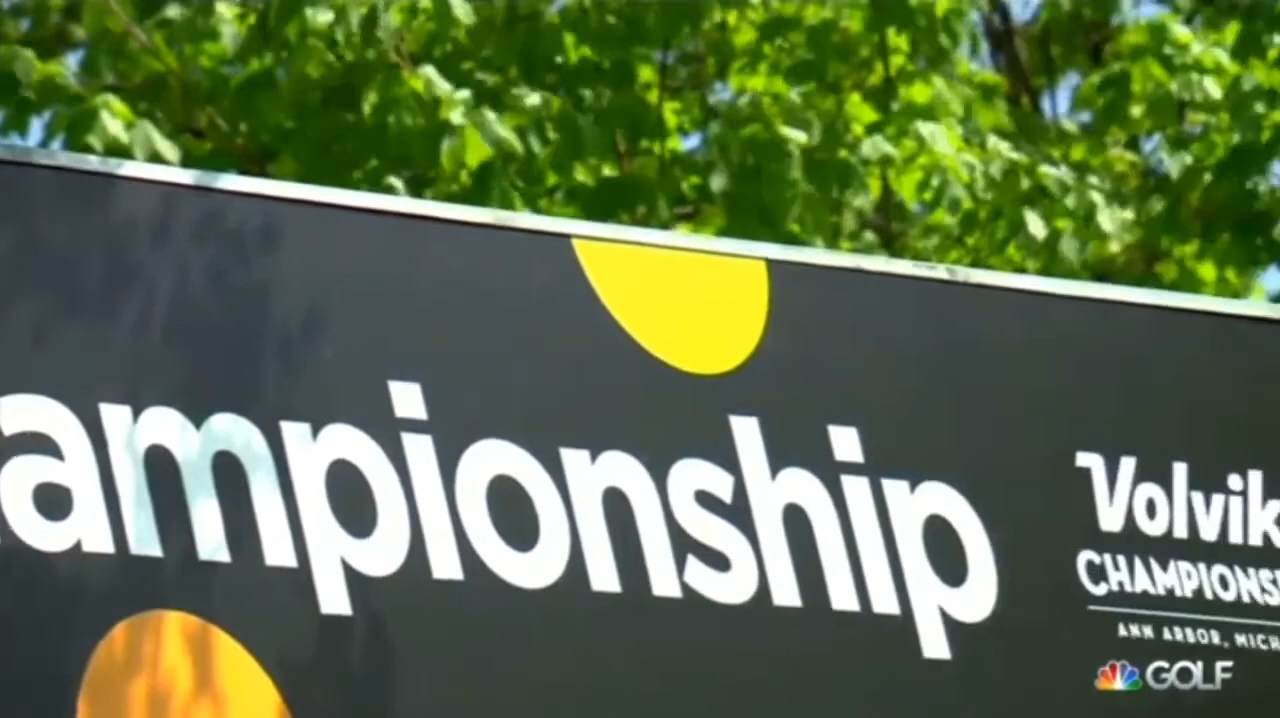 ampionship
Volvik
CHAMPIONS
ANN ARBOR, MICH
GOLF